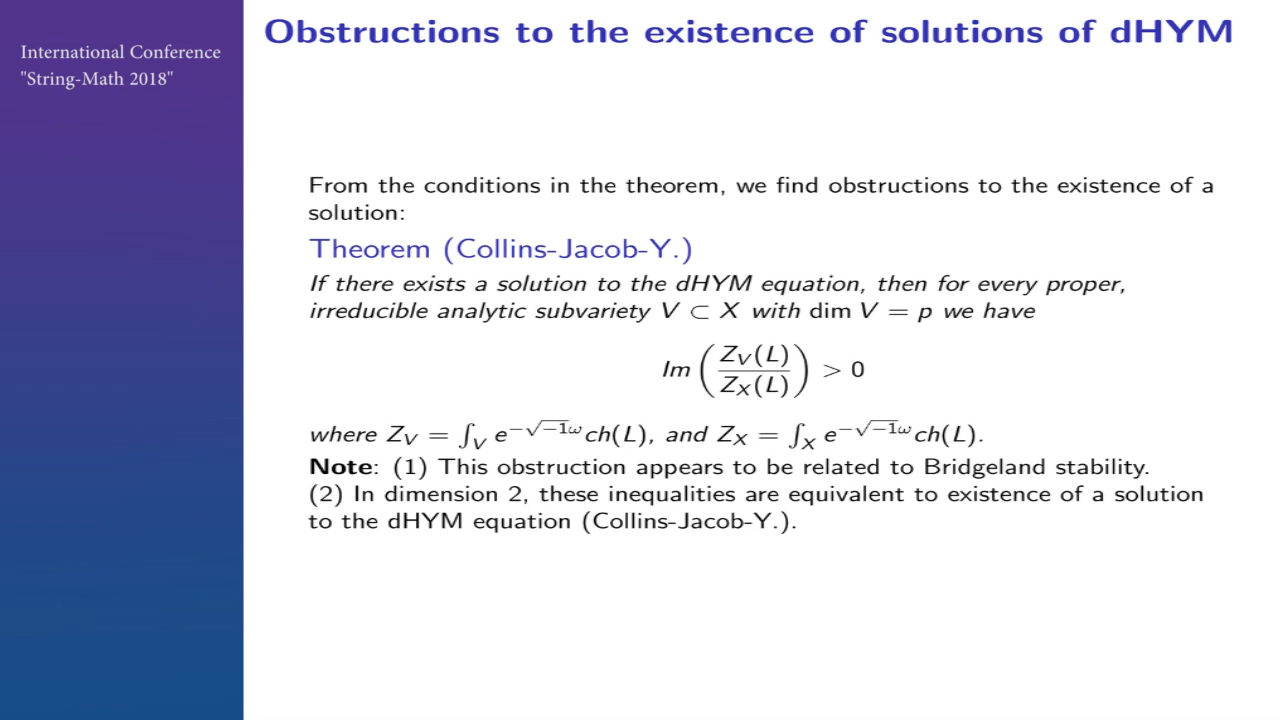 International Conference
"String-Math 2018"
Obstructions to the existence of solutions of dHYM
From the conditions in the theorem, we find obstructions to the existence of a
solution:
Theorem (Collins-Jacob-Y.)
If there exists a solution to the dHYM equation, then for every proper,
irreducible analytic subvariety V ⊂ X with dim V = p we have
Im ( Z_V(L) / Z_X(L) ) > 0
where Z_V = ∫_V e^{−√−1ω} ch(L), and Z_X = ∫_X e^{−√−1ω} ch(L).
Note: (1) This obstruction appears to be related to Bridgeland stability.
(2) In dimension 2, these inequalities are equivalent to existence of a solution
to the dHYM equation (Collins-Jacob-Y.).